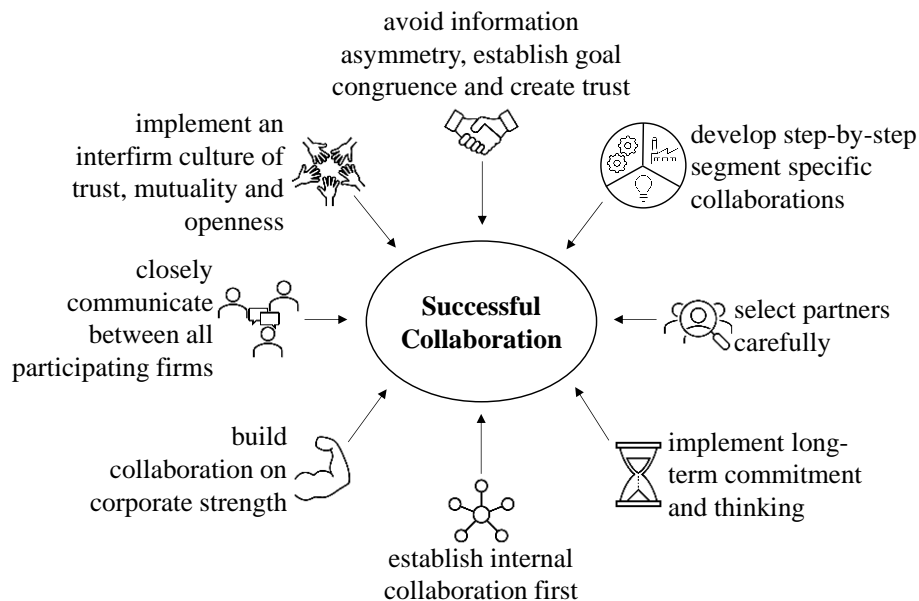 avoid information
asymmetry, establish goal
congruence and create trust
implement an
interfirm culture of
trust, mutuality and
openness
develop step-by-step
segment specific
collaborations
closely
communicate
between all
participating firms
Successful
Collaboration
select partners
carefully
build
collaboration on
corporate strength
implement long-
term commitment
and thinking
establish internal
collaboration first